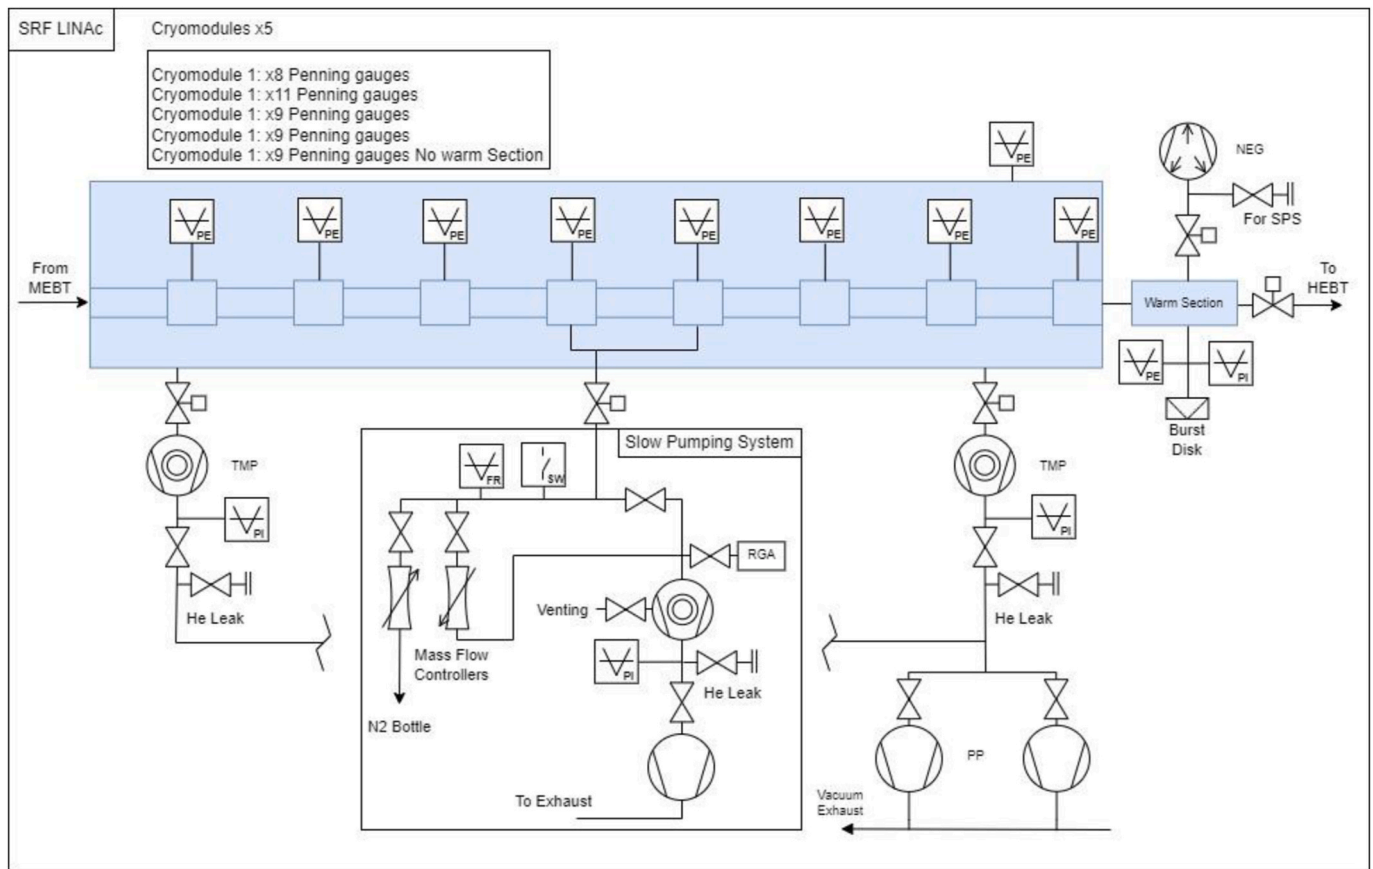 SRF LINAc
Cryomodules x5
Cryomodule 1: x8 Penning gauges
Cryomodule 1: x11 Penning gauges
Cryomodule 1: x9 Penning gauges
Cryomodule 1: x9 Penning gauges
Cryomodule 1: x9 Penning gauges No warm Section
PE
NEG
For SPS
PE
PE
PE
PE
PE
PE
PE
PE
From
MEBT
To
HEBT
Warm Section
PE
PI
Burst
Disk
Slow Pumping System
TMP
FR
SW
TMP
PI
PI
RGA
He Leak
Venting
He Leak
Mass Flow
Controllers
PI
He Leak
N2 Bottle
PP
To Exhaust
Vacuum
Exhaust